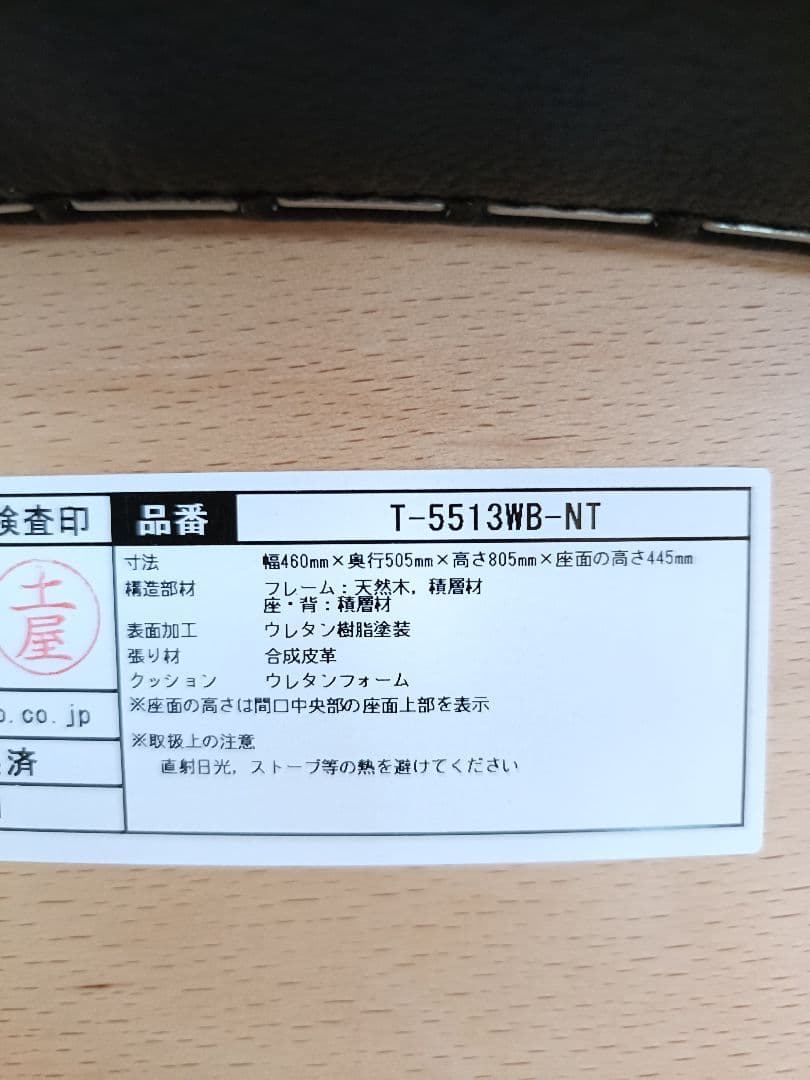 検査印
土
屋
o.co.jp
済
品番 T-5513WB-NT
寸法 幅460mm×奥行505mm×高さ805mm×座面の高さ445mm
構造部材 フレーム：天然木，積層材
座・背：積層材
表面加工 ウレタン樹脂塗装
張り材 合成皮革
クッション ウレタンフォーム
※座面の高さは間口中央部の座面上部を表示
※取扱上の注意
直射日光，ストーブ等の熱を避けてください